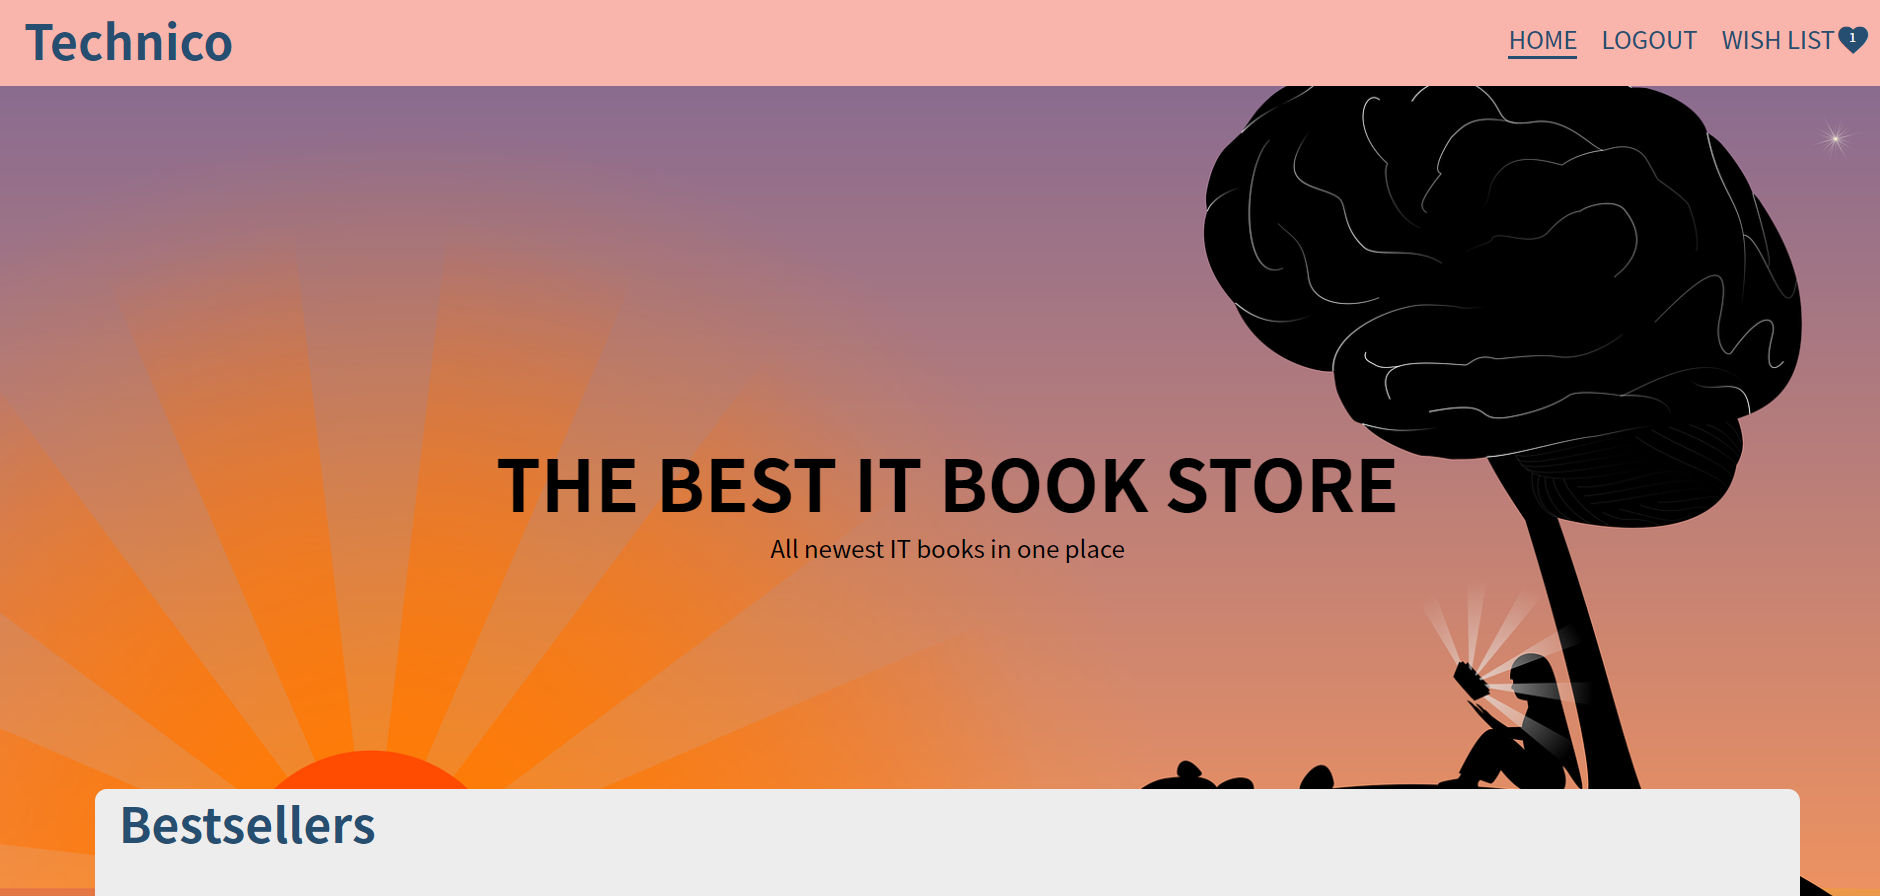 Technico
HOME LOGOUT WISH LIST 1
THE BEST IT BOOK STORE
All newest IT books in one place
Bestsellers